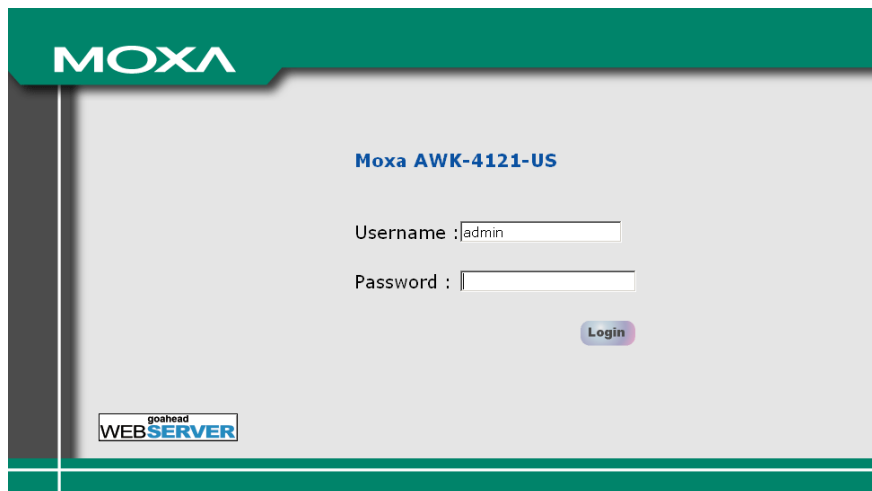 MOXA
Moxa AWK-4121-US
Username : admin
Password :
Login
goahead
WEBSERVER